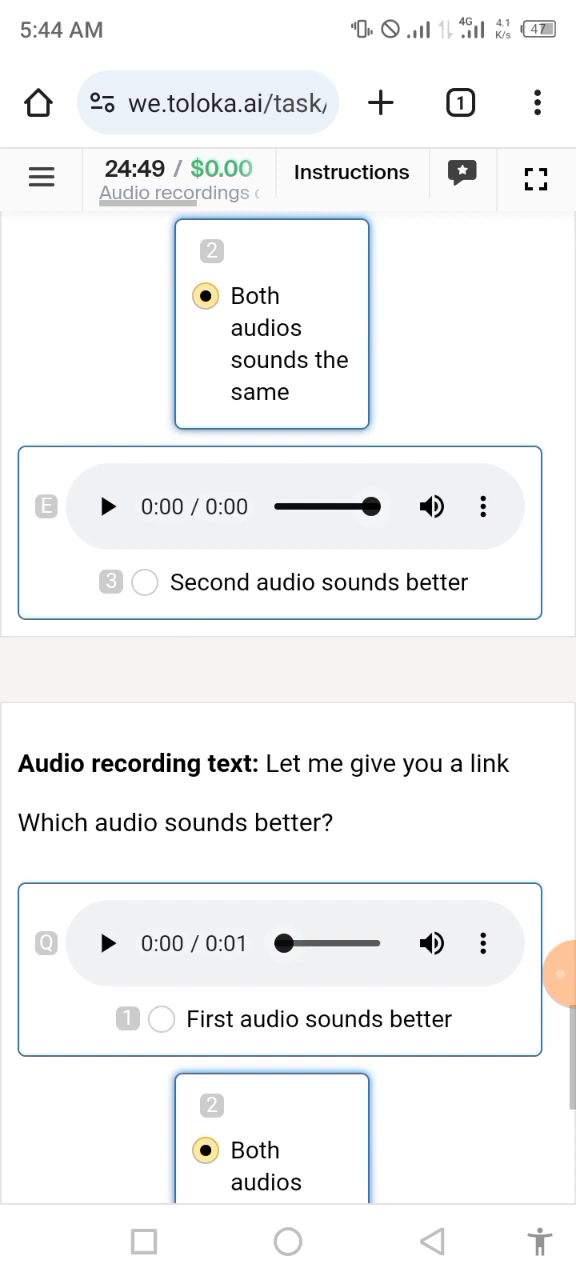 5:44 AM
4G
4.1
K/s
47
we.toloka.ai/task/
1
24:49 / $0.00
Instructions
Audio recordings
2
Both
audios
sounds the
same
E
0:00 / 0:00
3
Second audio sounds better
Audio recording text: Let me give you a link
Which audio sounds better?
Q
0:00 / 0:01
1
First audio sounds better
2
Both
audios